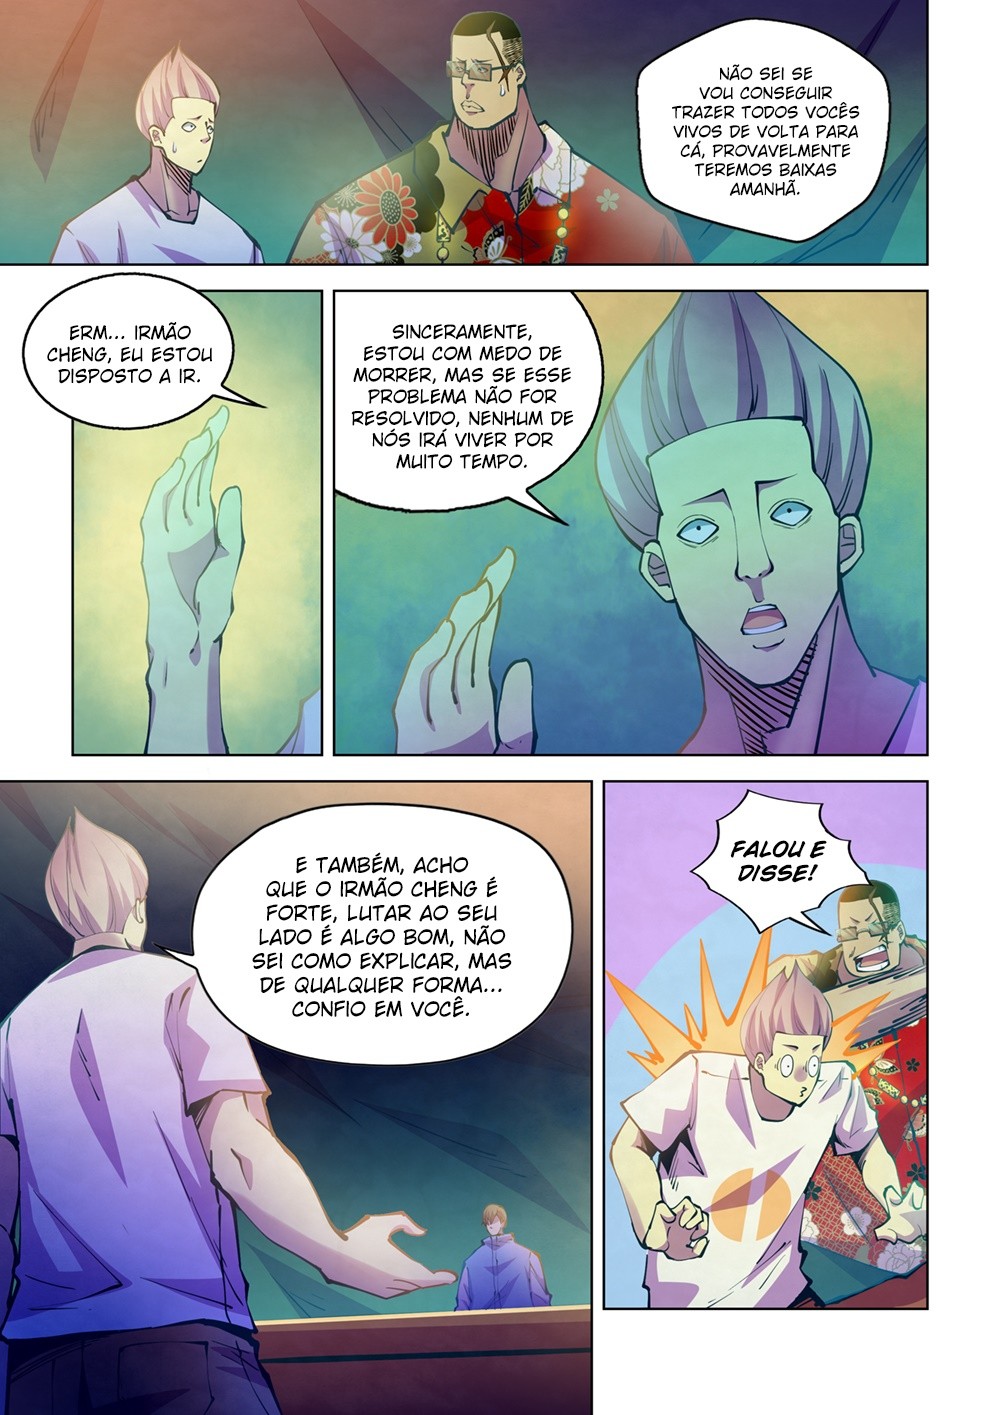 NÃO SEI SE
VOU CONSEGUIR
TRAZER TODOS VOCÊS
VIVOS DE VOLTA PARA
CÁ, PROVAVELMENTE
TEREMOS BAIXAS
AMANHÃ.
ERM... IRMÃO
CHENG, EU ESTOU
DISPOSTO A IR.
SINCERAMENTE,
ESTOU COM MEDO DE
MORRER, MAS SE ESSE
PROBLEMA NÃO FOR
RESOLVIDO, NENHUM DE
NÓS IRÁ VIVER POR
MUITO TEMPO.
E TAMBÉM, ACHO
QUE O IRMÃO CHENG É
FORTE, LUTAR AO SEU
LADO É ALGO BOM, NÃO
SEI COMO EXPLICAR, MAS
DE QUALQUER FORMA...
CONFIO EM VOCÊ.
FALOU E
DISSE!